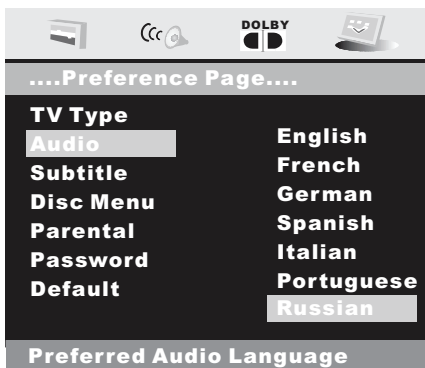 DOLBY
....Preference Page....
TV Type
Audio
Subtitle
Disc Menu
Parental
Password
Default
English
French
German
Spanish
Italian
Portuguese
Russian
Preferred Audio Language